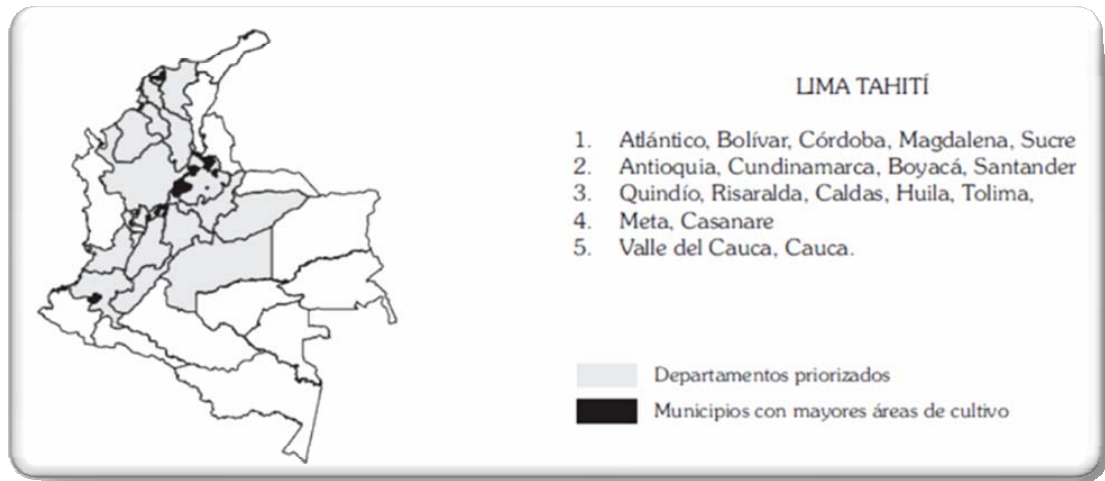 LIMA TAHITÍ
1. Atlántico, Bolívar, Córdoba, Magdalena, Sucre
2. Antioquia, Cundinamarca, Boyacá, Santander
3. Quindío, Risaralda, Caldas, Huila, Tolima,
4. Meta, Casanare
5. Valle del Cauca, Cauca.
Departamentos priorizados
Municipios con mayores áreas de cultivo